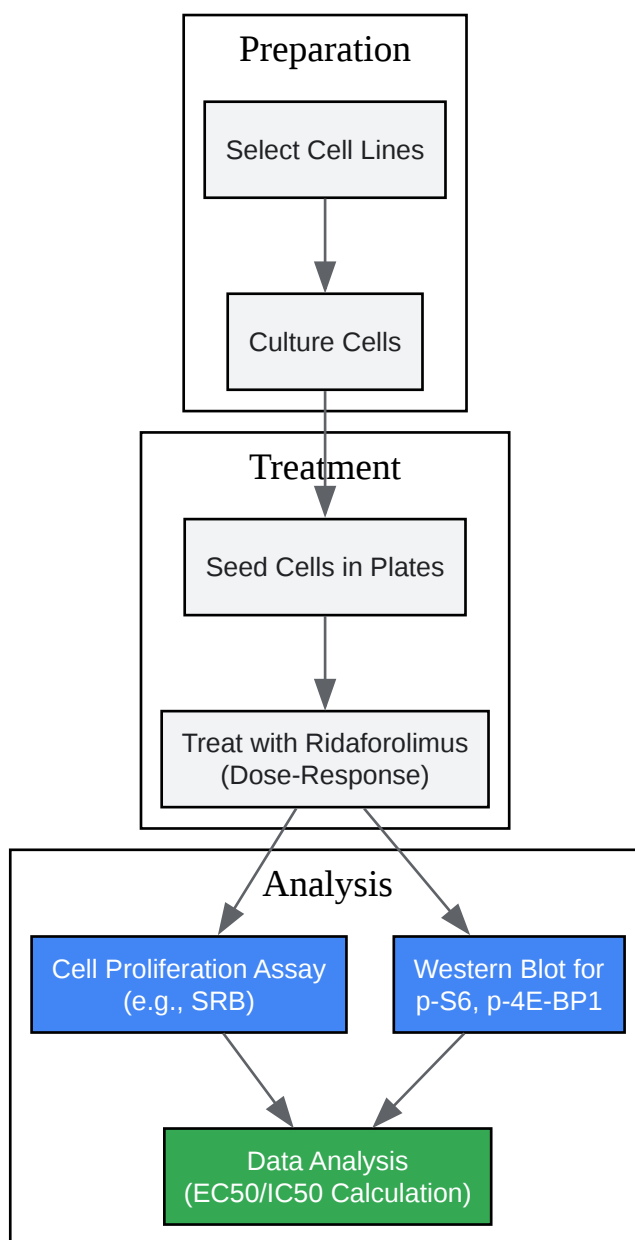 Preparation
Select Cell Lines
Culture Cells
Treatment
Seed Cells in Plates
Treat with Ridaforolimus
(Dose-Response)
Analysis
Cell Proliferation Assay
(e.g., SRB)
Western Blot for
p-S6, p-4E-BP1
Data Analysis
(EC50/IC50 Calculation)